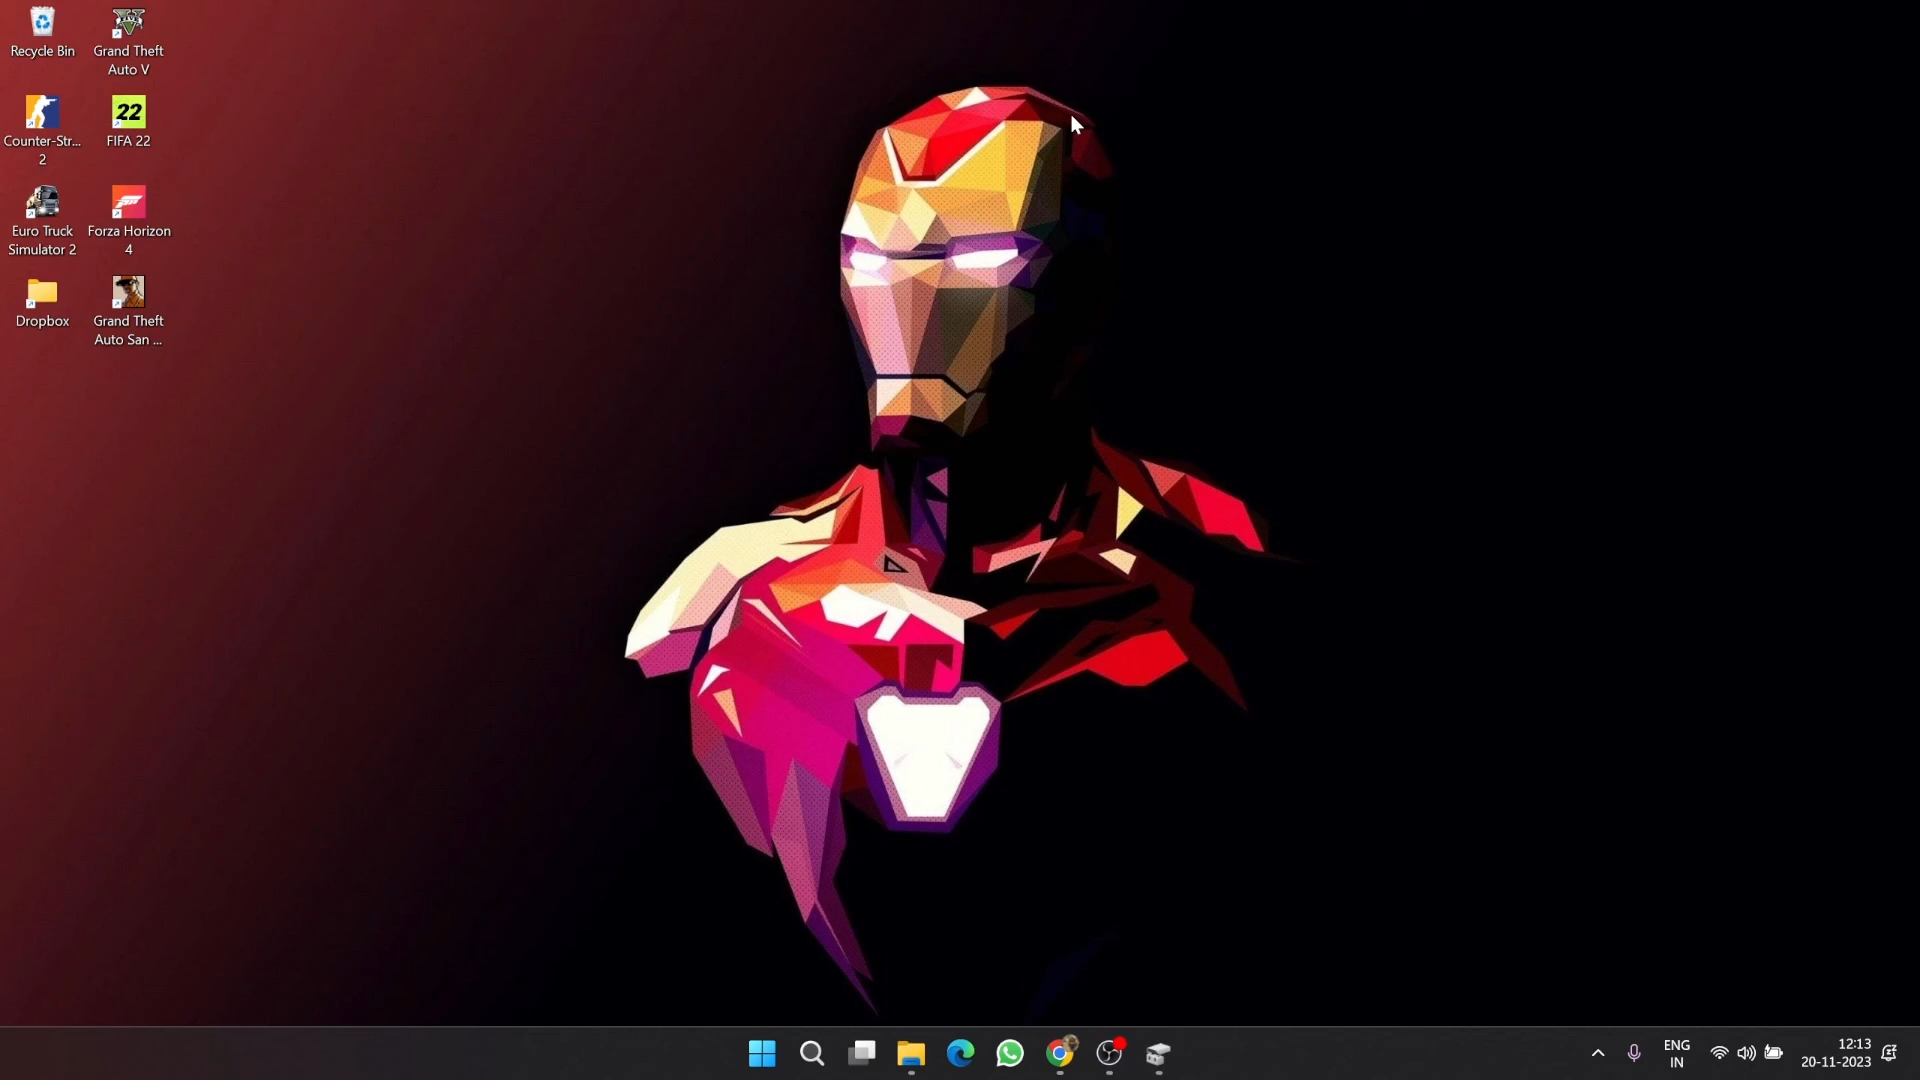 Recycle Bin
Grand Theft
Auto V
Counter-Str...
2
22
FIFA 22
Euro Truck
Simulator 2
Forza Horizon
4
Dropbox
Grand Theft
Auto San ...
ENG
IN
12:13
20-11-2023